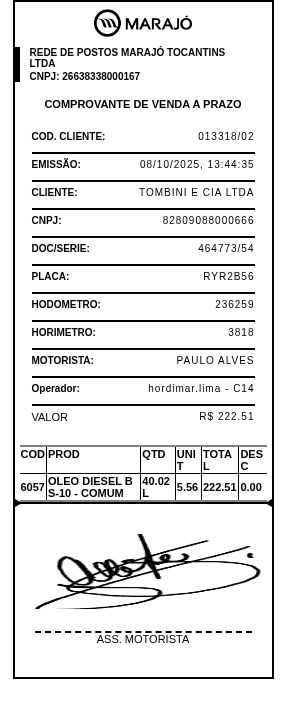 MARAJÓ
REDE DE POSTOS MARAJÓ TOCANTINS
LTDA
CNPJ: 26638338000167
COMPROVANTE DE VENDA A PRAZO
COD. CLIENTE: 013318/02
EMISSÃO: 08/10/2025, 13:44:35
CLIENTE: TOMBINI E CIA LTDA
CNPJ: 82809088000666
DOC/SERIE: 464773/54
PLACA: RYR2B56
HODOMETRO: 236259
HORIMETRO: 3818
MOTORISTA: PAULO ALVES
Operador: hordimar.lima - C14
VALOR R$ 222.51
COD PROD QTD UNI TOTA DES
T L C
6057 OLEO DIESEL B 40.02 5.56 222.51 0.00
S-10 - COMUM L
ASS. MOTORISTA